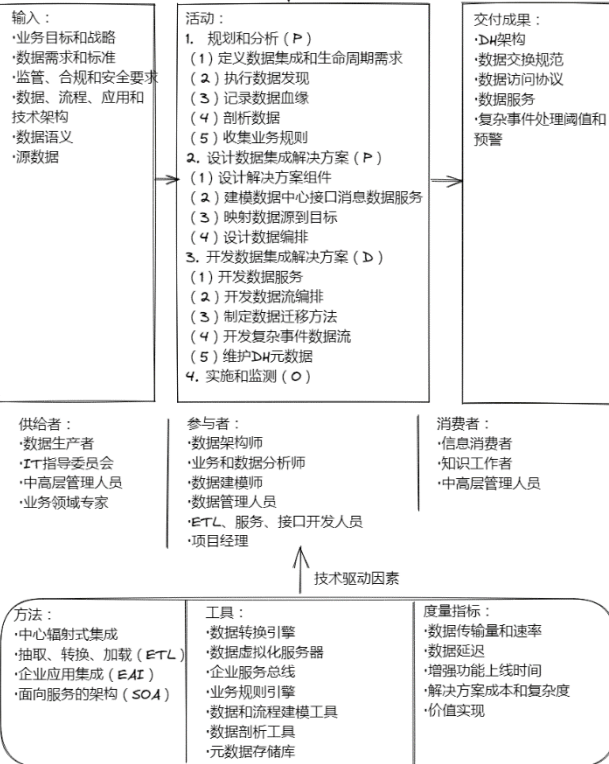 输入：
·业务目标和战略
·数据需求和标准
·监管、合规和安全要求
·数据、流程、应用和
技术架构
·数据语义
·源数据
活动：
1. 规划和分析（P）
（1）定义数据集成和生命周期需求
（2）执行数据发现
（3）记录数据血缘
（4）剖析数据
（5）收集业务规则
2. 设计数据集成解决方案（P）
（1）设计解决方案组件
（2）建模数据中心接口消息数据服务
（3）映射数据源到目标
（4）设计数据编排
3. 开发数据集成解决方案（D）
（1）开发数据服务
（2）开发数据流编排
（3）制定数据迁移方法
（4）开发复杂事件数据流
（5）维护DH元数据
4. 实施和监测（O）
交付成果：
·DH架构
·数据交换规范
·数据访问协议
·数据服务
·复杂事件处理阈值和
预警
供给者：
·数据生产者
·IT指导委员会
·中高层管理人员
·业务领域专家
参与者：
·数据架构师
·业务和数据分析师
·数据建模师
·数据管理人员
·ETL、服务、接口开发人员
·项目经理
消费者：
·信息消费者
·知识工作者
·中高层管理人员
技术驱动因素
方法：
·中心辐射式集成
·抽取、转换、加载（ETL）
·企业应用集成（EAI）
·面向服务的架构（SOA）
工具：
·数据转换引擎
·数据虚拟化服务器
·企业服务总线
·业务规则引擎
·数据和流程建模工具
·数据剖析工具
·元数据存储库
度量指标：
·数据传输量和速率
·数据延迟
·增强功能上线时间
·解决方案成本和复杂度
·价值实现